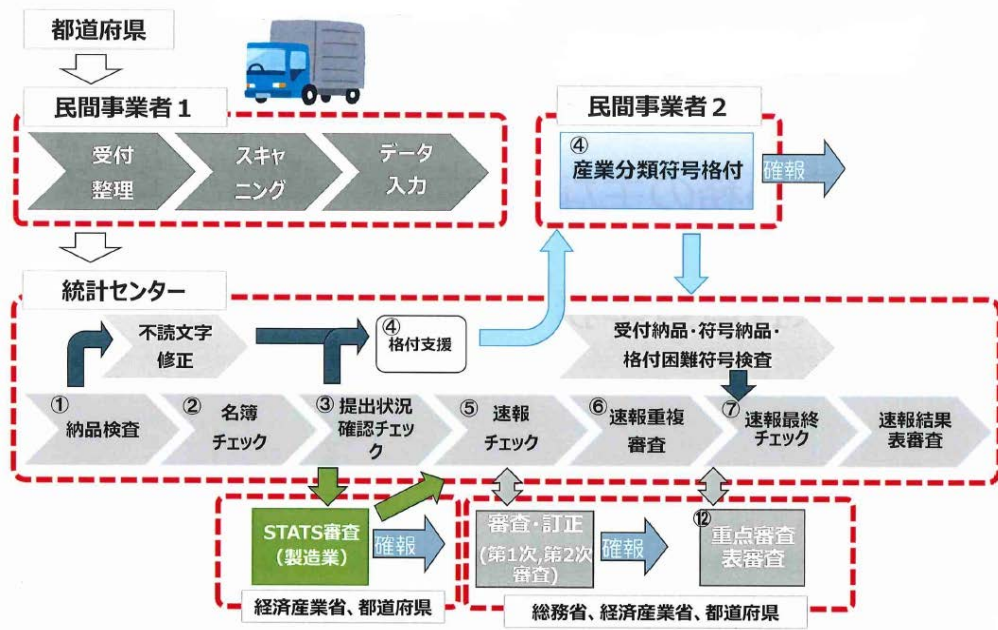 都道府県
民間事業者1
受付
整理
スキャ
ニング
データ
入力
民間事業者2
④
産業分類符号格付
確報
統計センター
不読文字
修正
④
格付支援
受付納品・符号納品・
格付困難符号検査
①
納品検査
②
名簿
チェック
③
提出状況
確認チェッ
ク
⑤
速報
チェック
⑥
速報重複
審査
⑦
速報最終
チェック
速報結果
表審査
STATS審査
(製造業)
確報
審査・訂正
(第1次,第2次
審査)
確報
⑫
重点審査
表審査
経済産業省、都道府県
総務省、経済産業省、都道府県